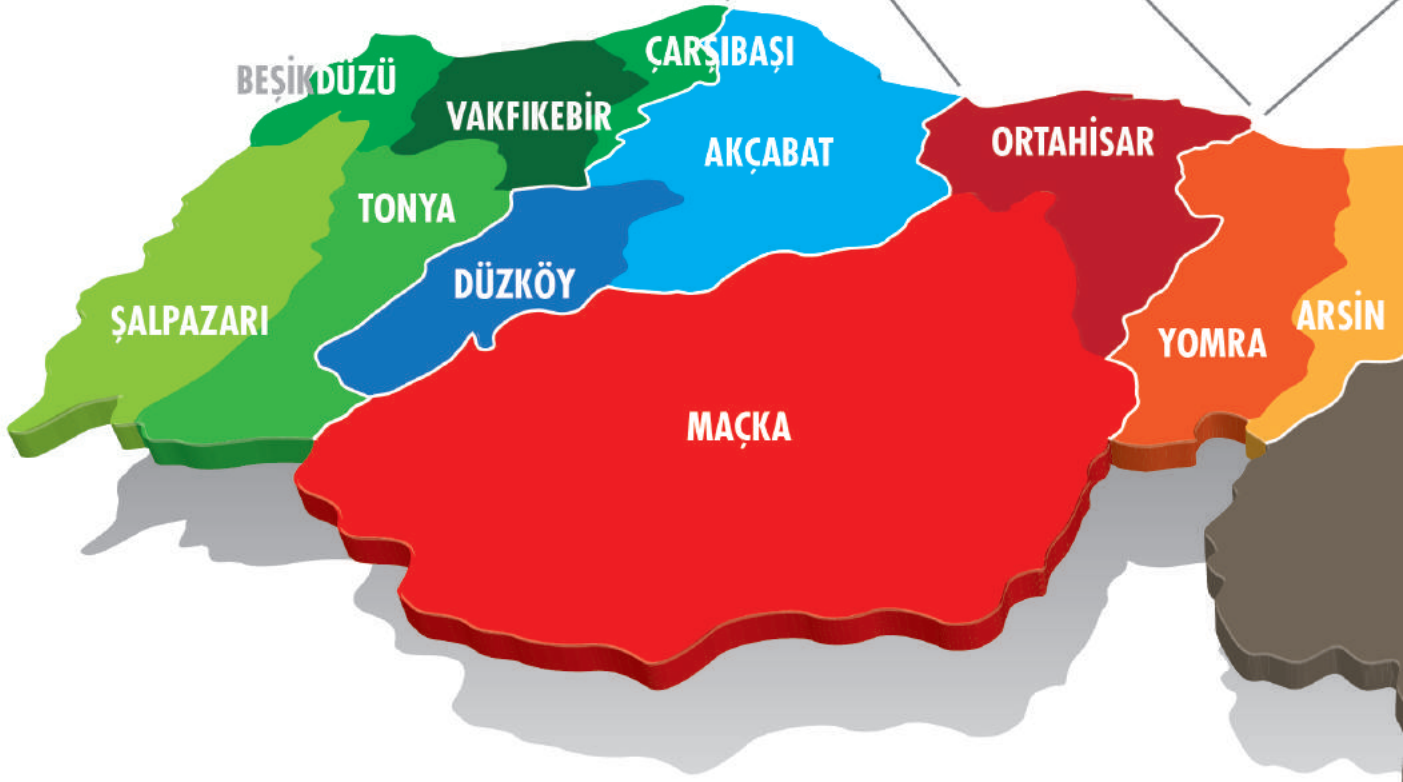 ÇARŞIBAŞI
BEŞİKDÜZÜ
VAKFIKEBİR
AKÇABAT
ORTAHİSAR
TONYA
DÜZKÖY
ŞALPAZARI
ARSİN
YOMRA
MAÇKA